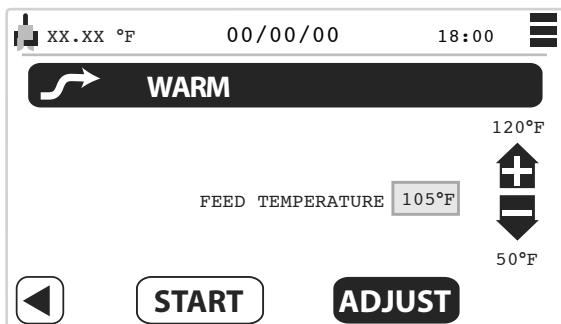 XX.XX °F 00/00/00 18:00
WARM
120°F
FEED TEMPERATURE 105°F
50°F
START ADJUST